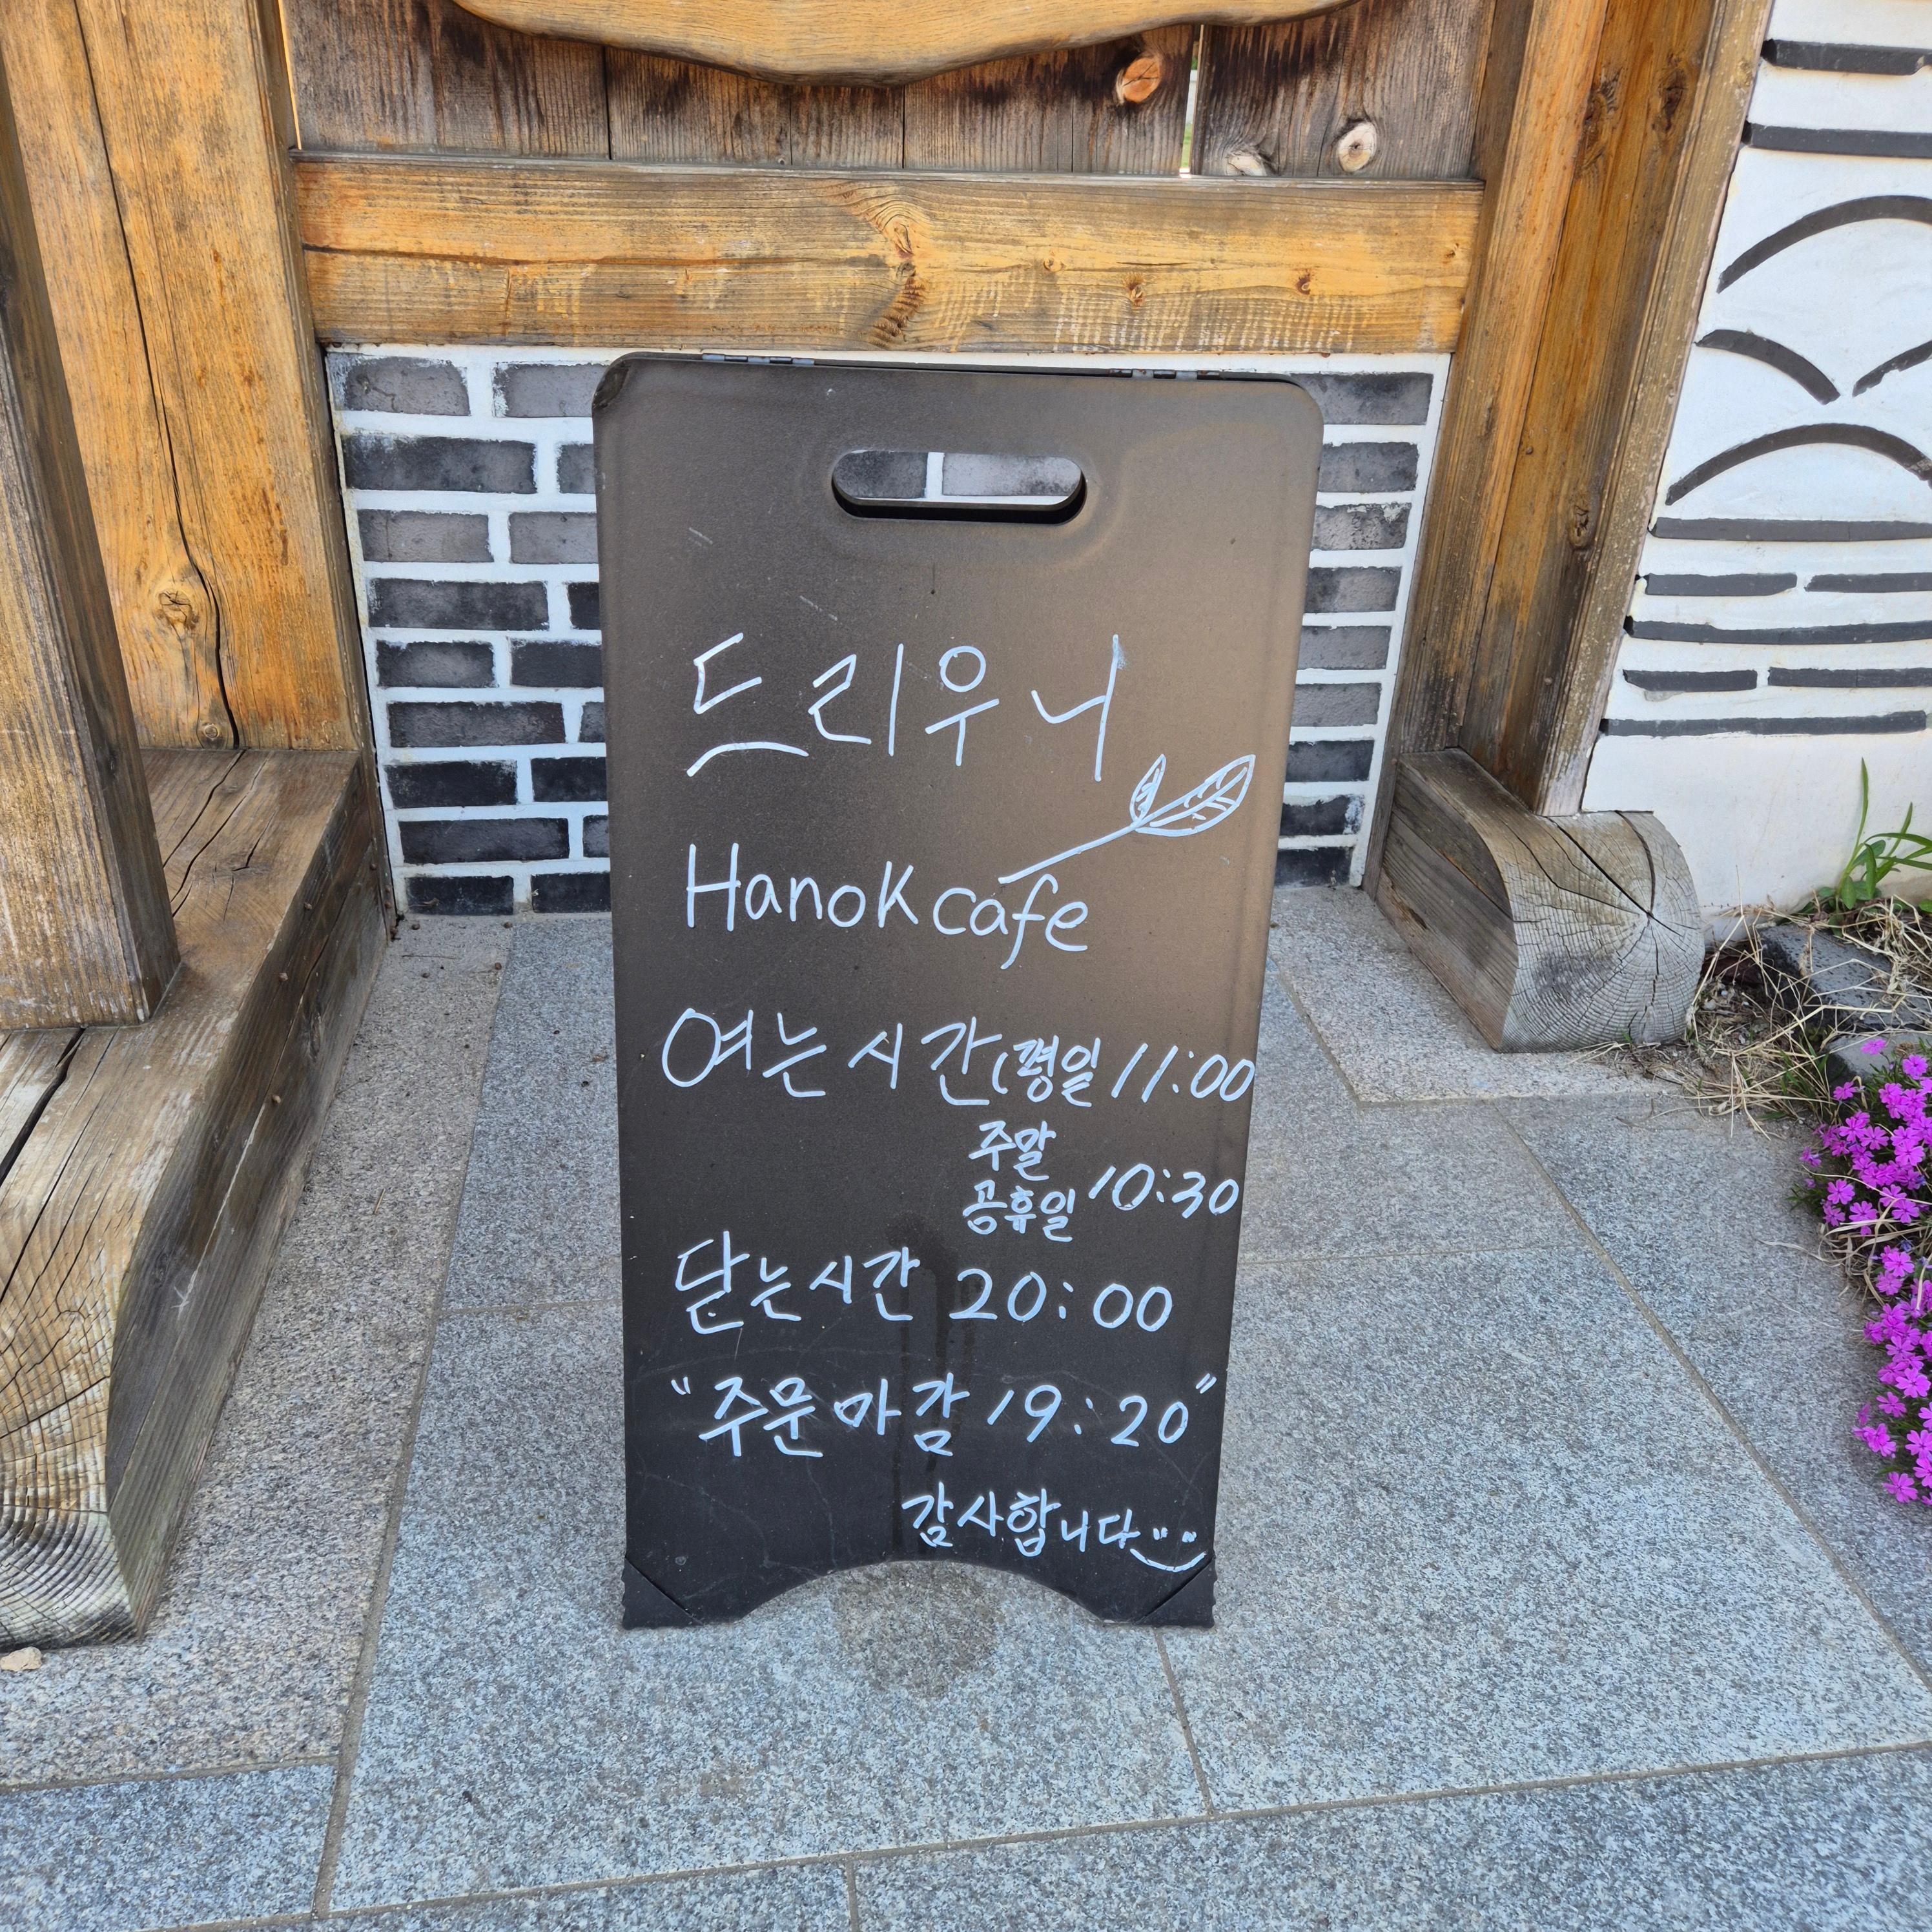 드리우니
Hanok cafe
여는시간(평일 11:00
주말
공휴일 10:30
닫는시간 20:00
"주문마감 19:20"
감사합니다